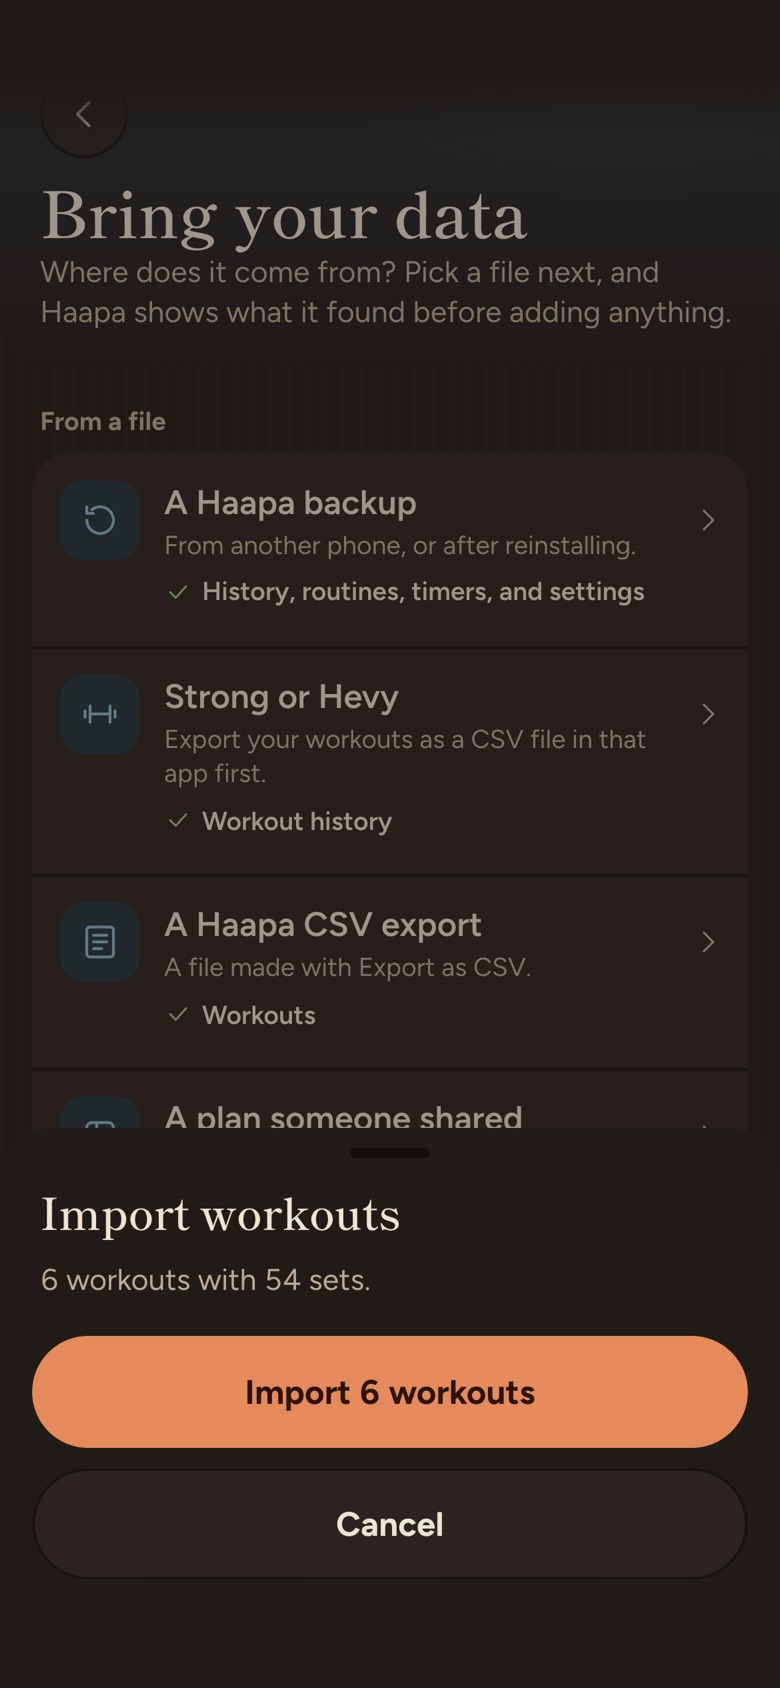 Bring your data
Where does it come from? Pick a file next, and
Haapa shows what it found before adding anything.
From a file
A Haapa backup
From another phone, or after reinstalling.
History, routines, timers, and settings
Strong or Hevy
Export your workouts as a CSV file in that
app first.
Workout history
A Haapa CSV export
A file made with Export as CSV.
Workouts
A plan someone shared
Import workouts
6 workouts with 54 sets.
Import 6 workouts
Cancel